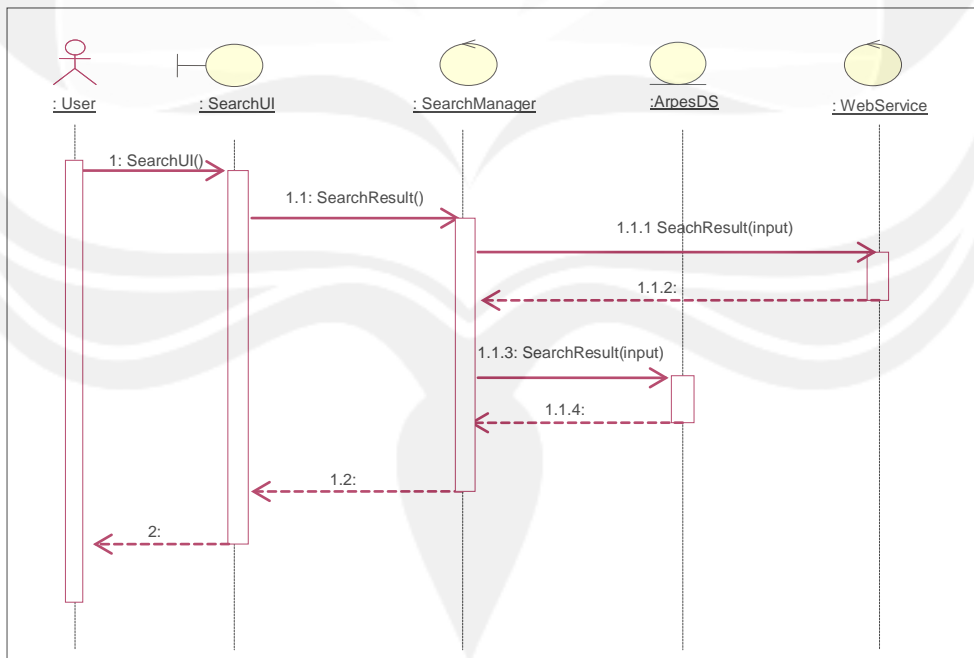 : User
: SearchUI
: SearchManager
:ArpesDS
: WebService
1: SearchUI()
1.1: SearchResult()
1.1.1 SeachResult(input)
1.1.2:
1.1.3: SearchResult(input)
1.1.4:
1.2:
2: